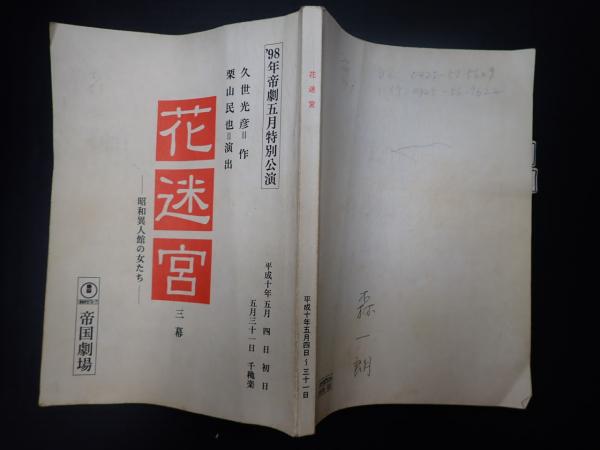 '98年帝劇五月特別公演
久世光彦＝作
栗山民也＝演出
花迷宮
――昭和異人館の女たち――
三幕
平成十年五月 四 日 初日
五月三十一日 千穐楽
帝国劇場
花迷宮
平成十年五月四日～三十一日
森一朗